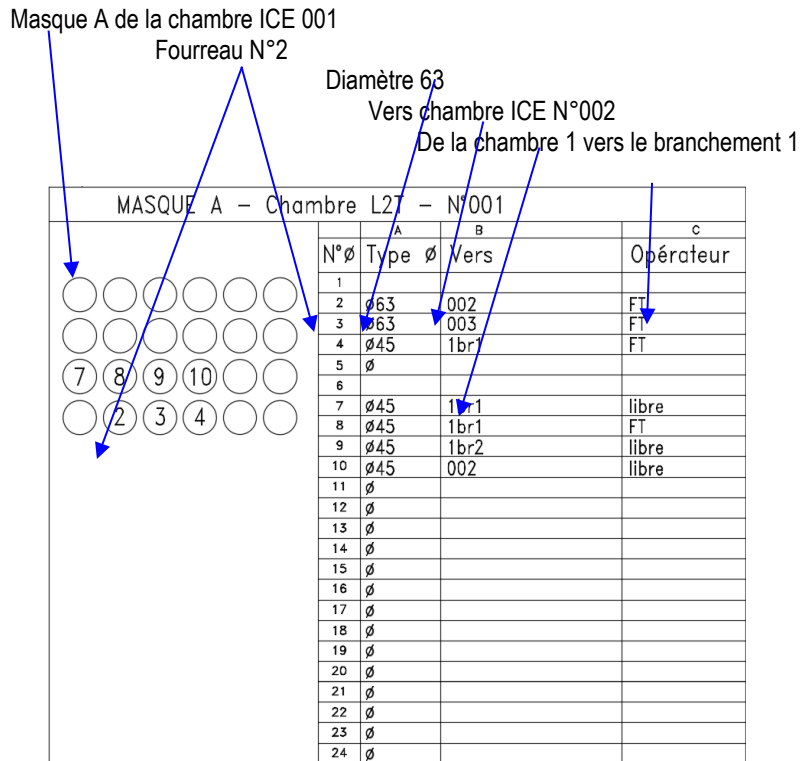 Masque A de la chambre ICE 001
Fourreau N°2
Diamètre 63
Vers chambre ICE N°002
De la chambre 1 vers le branchement 1
MASQUE A – Chambre L2T – N°001
A B C
N°Ø Type Ø Vers Opérateur
1
2 Ø63 002 FT
3 Ø63 003 FT
4 Ø45 1br1 FT
5 Ø
6
7 Ø45 1br1 libre
8 Ø45 1br1 FT
9 Ø45 1br2 libre
10 Ø45 002 libre
11 Ø
12 Ø
13 Ø
14 Ø
15 Ø
16 Ø
17 Ø
18 Ø
19 Ø
20 Ø
21 Ø
22 Ø
23 Ø
24 Ø
7 8 9 10
2 3 4